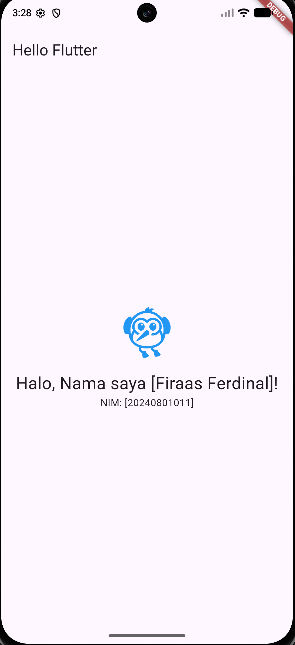 3:28
DEBUG
Hello Flutter
Halo, Nama saya [Firaas Ferdinal]!
NIM: [20240801011]